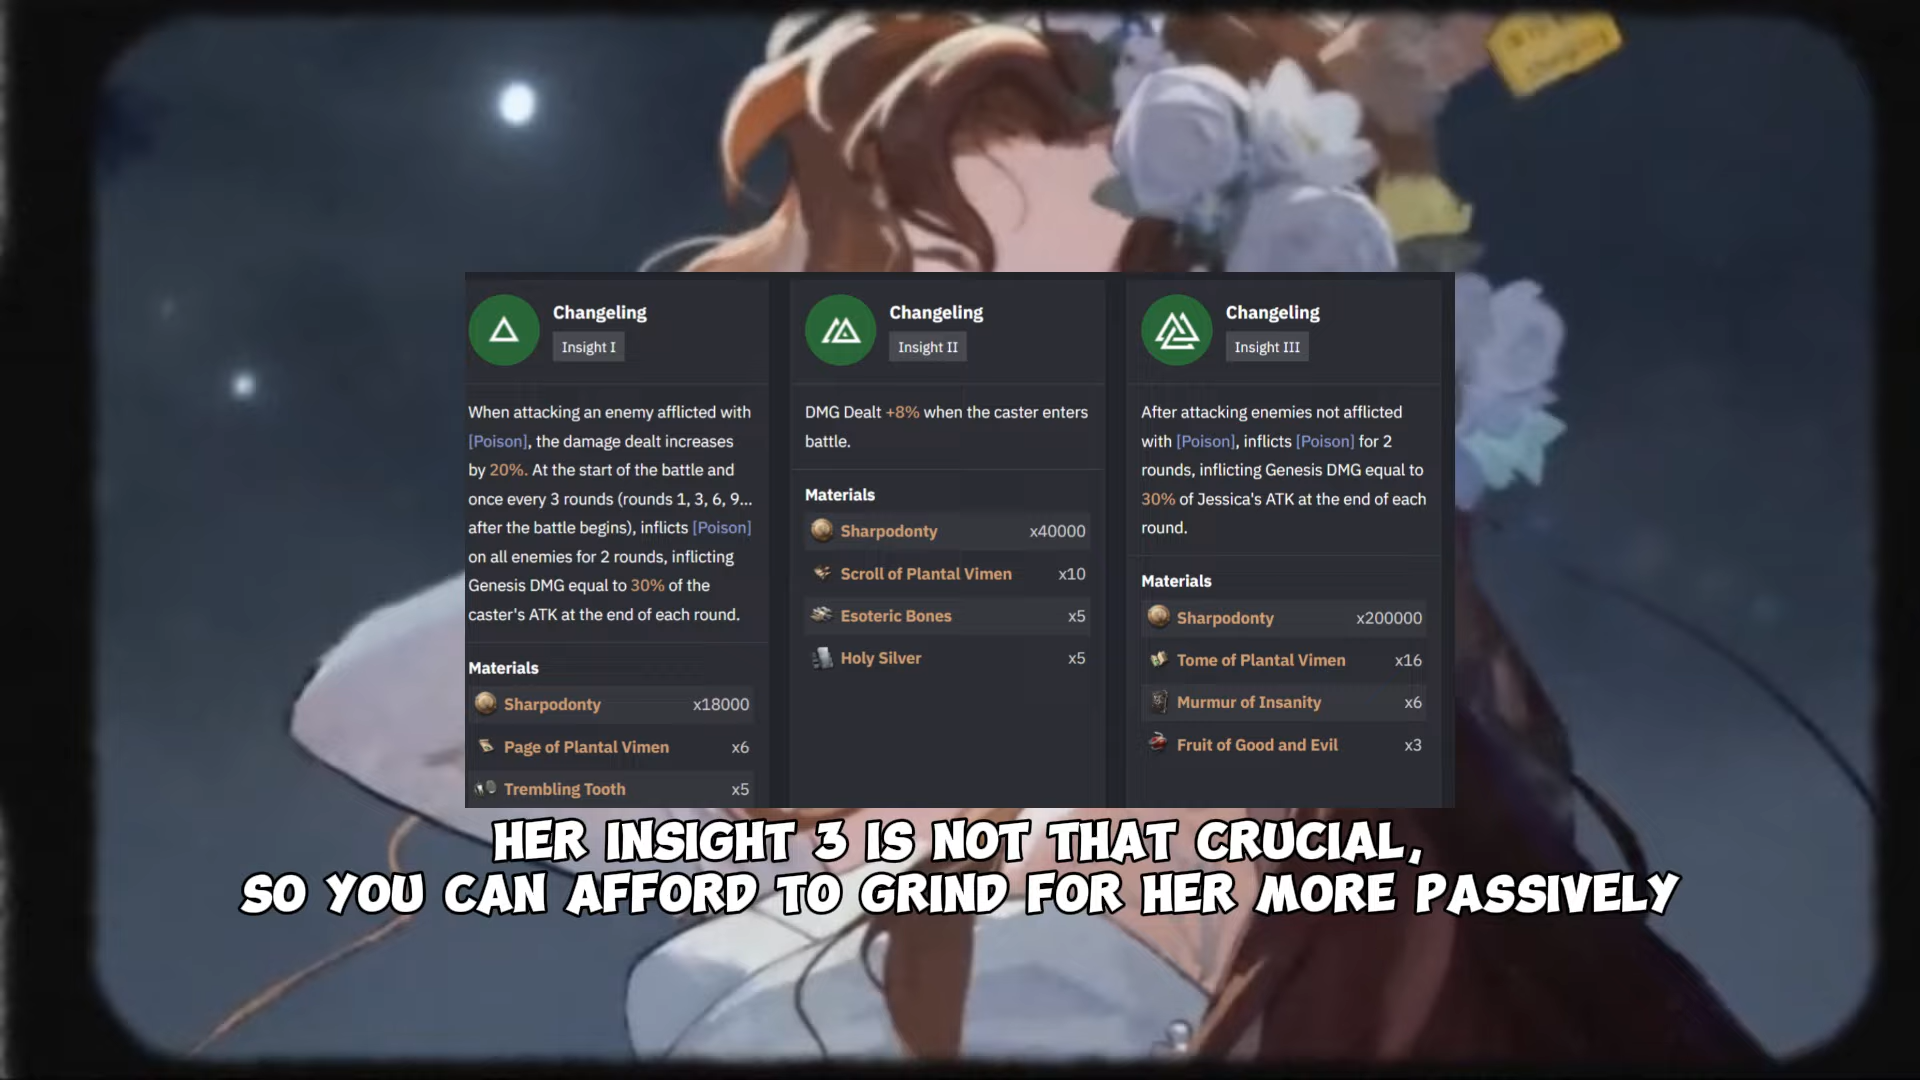 Changeling
Insight I
When attacking an enemy afflicted with
[Poison], the damage dealt increases
by 20%. At the start of the battle and
once every 3 rounds (rounds 1, 3, 6, 9...
after the battle begins), inflicts [Poison]
on all enemies for 2 rounds, inflicting
Genesis DMG equal to 30% of the
caster's ATK at the end of each round.
Materials
Sharpodonty x18000
Page of Plantal Vimen x6
Trembling Tooth x5
Changeling
Insight II
DMG Dealt +8% when the caster enters
battle.
Materials
Sharpodonty x40000
Scroll of Plantal Vimen x10
Esoteric Bones x5
Holy Silver x5
Changeling
Insight III
After attacking enemies not afflicted
with [Poison], inflicts [Poison] for 2
rounds, inflicting Genesis DMG equal to
30% of Jessica's ATK at the end of each
round.
Materials
Sharpodonty x200000
Tome of Plantal Vimen x16
Murmur of Insanity x6
Fruit of Good and Evil x3
HER INSIGHT 3 IS NOT THAT CRUCIAL,
SO YOU CAN AFFORD TO GRIND FOR HER MORE PASSIVELY